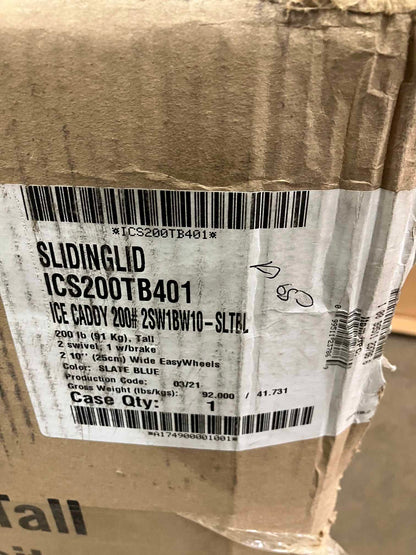 *ICS200TB401*
SLIDINGLID
ICS200TB401
ICE CADDY 200# 2SW1BW10-SLTBL
200 lb (91 Kg), Tall
2 swivel, 1 w/brake
2 10'' (25cm) Wide EasyWheels
Color: SLATE BLUE
Production Code: 03/21
Gross Weight (lbs/kgs): 92.000 / 41.731
Case Qty: 1
*A174900001001*
Tall